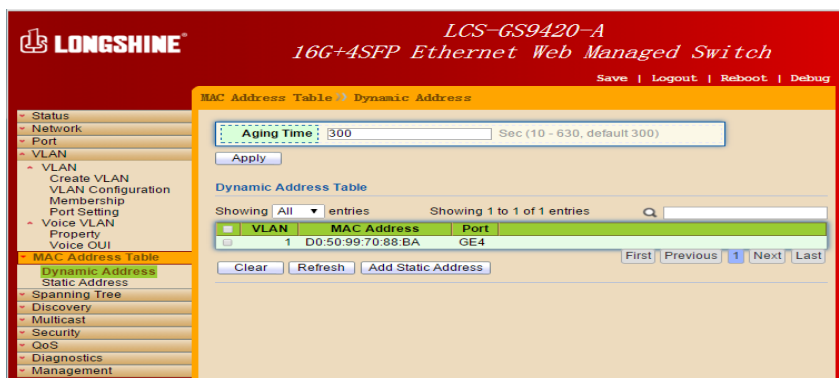 LONGSHINE
LCS-GS9420-A
16G+4SFP Ethernet Web Managed Switch
Save | Logout | Reboot | Debug
MAC Address Table Dynamic Address
Status
Network
Port
VLAN
VLAN
Create VLAN
VLAN Configuration
Membership
Port Setting
Voice VLAN
Property
Voice OUI
MAC Address Table
Dynamic Address
Static Address
Spanning Tree
Discovery
Multicast
Security
QoS
Diagnostics
Management
Aging Time 300 Sec (10 - 630, default 300)
Apply
Dynamic Address Table
Showing All entries Showing 1 to 1 of 1 entries
VLAN MAC Address Port
1 D0:50:99:70:88:BA GE4
First Previous 1 Next Last
Clear Refresh Add Static Address